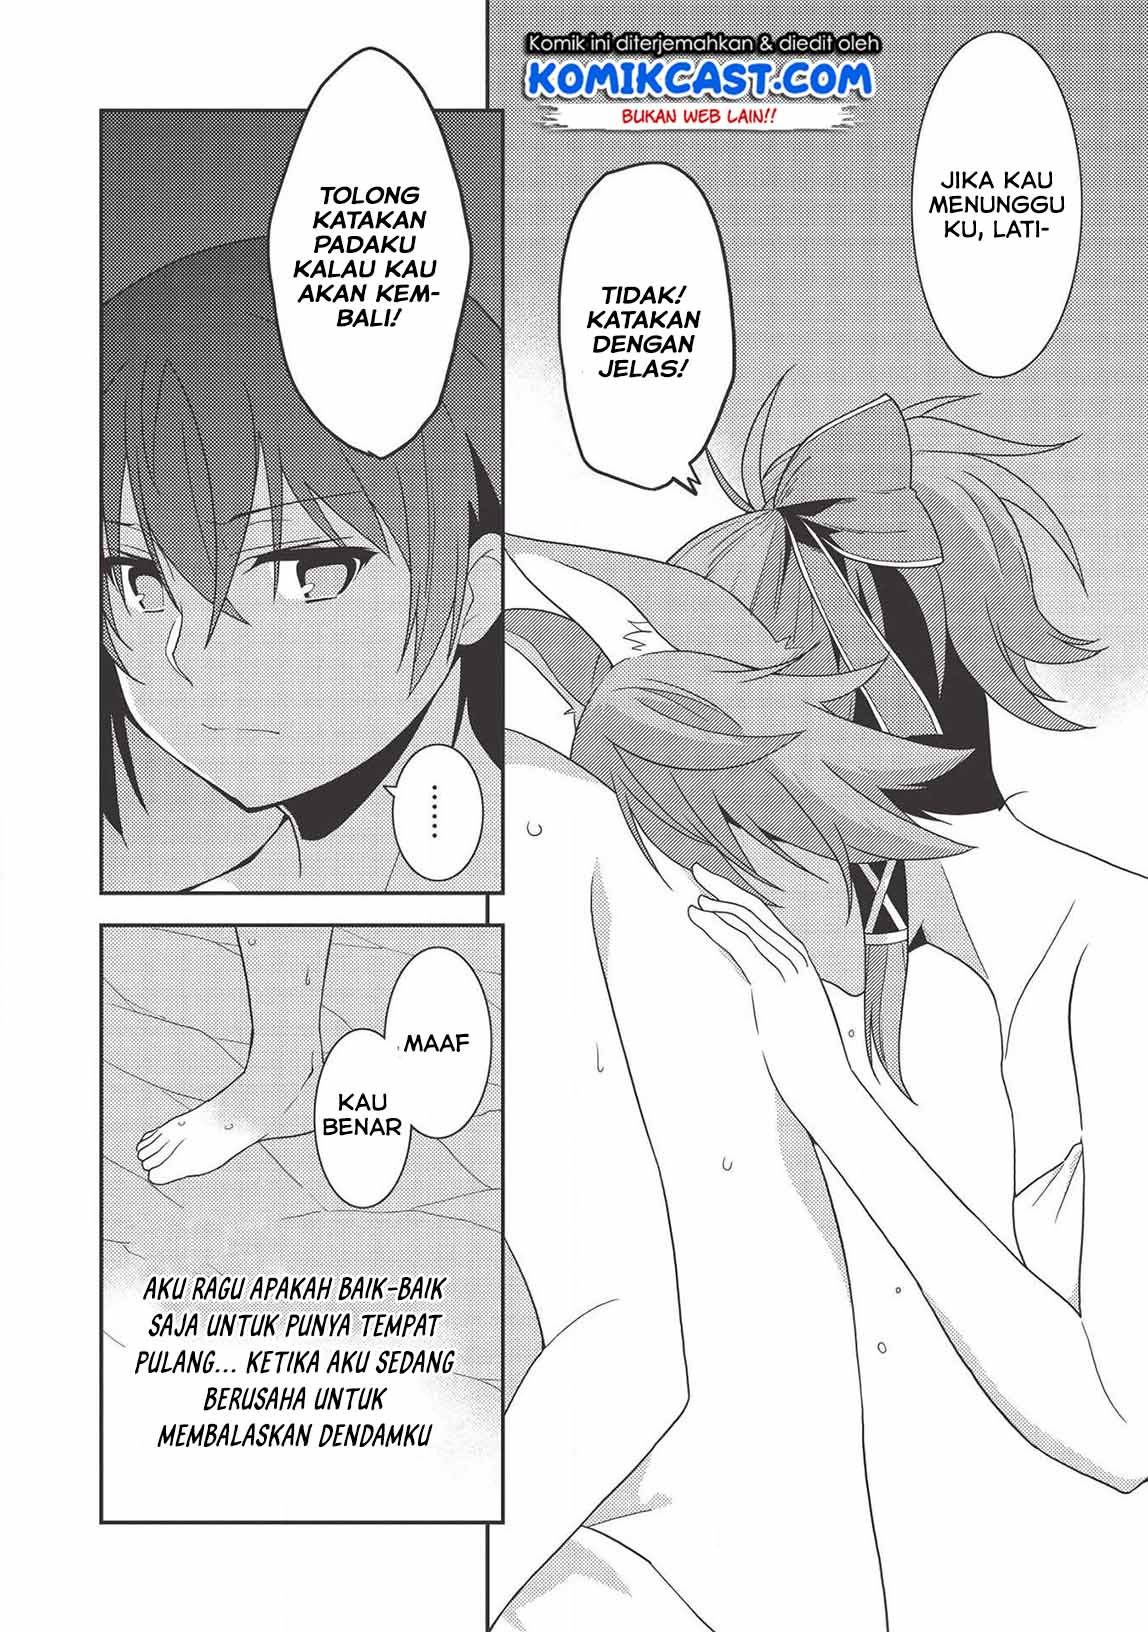 Komik ini diterjemahkan & diedit oleh
KOMIKCAST.COM
BUKAN WEB LAIN!!
JIKA KAU
MENUNGGU
KU, LATI-
TIDAK!
KATAKAN
DENGAN
JELAS!
TOLONG
KATAKAN
PADAKU
KALAU KAU
AKAN KEM-
BALI!
........
MAAF
KAU
BENAR
AKU RAGU APAKAH BAIK-BAIK
SAJA UNTUK PUNYA TEMPAT
PULANG... KETIKA AKU SEDANG
BERUSAHA UNTUK
MEMBALASKAN DENDAMKU